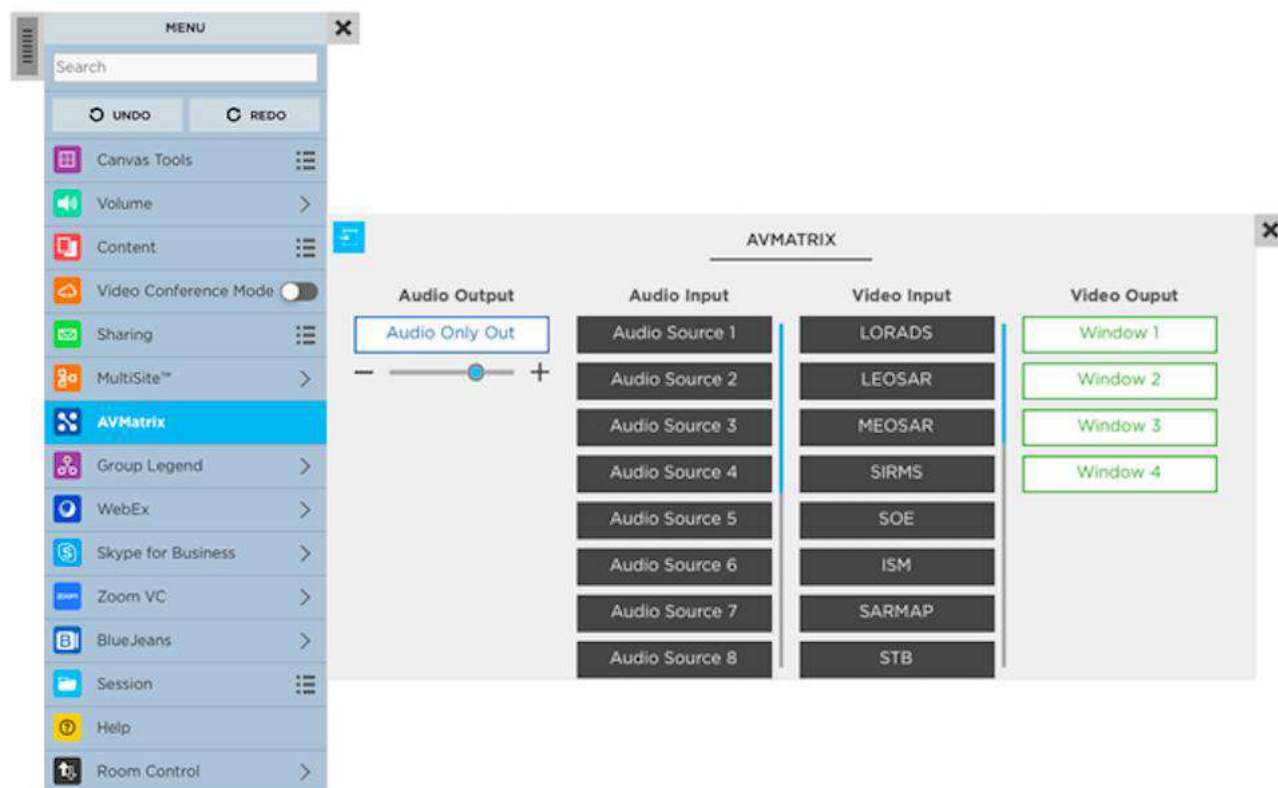 MENU
Search
UNDO REDO
Canvas Tools
Volume
Content
Video Conference Mode
Sharing
MultiSite™
AVMatrix
Group Legend
WebEx
Skype for Business
zoom Zoom VC
B BlueJeans
Session
Help
Room Control
AVMATRIX
Audio Output
Audio Only Out
Audio Input
Audio Source 1
Audio Source 2
Audio Source 3
Audio Source 4
Audio Source 5
Audio Source 6
Audio Source 7
Audio Source 8
Video Input
LORADS
LEOSAR
MEOSAR
SIRMS
SOE
ISM
SARMAP
STB
Video Ouput
Window 1
Window 2
Window 3
Window 4